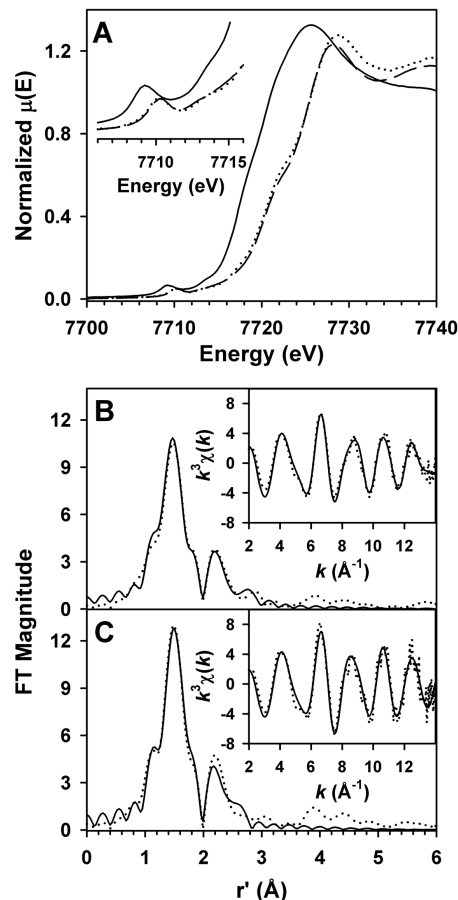 A
Normalized μ(E)
1.2
0.8
0.4
0.0
7710 7715
Energy (eV)
7700 7710 7720 7730 7740
Energy (eV)
B
FT Magnitude
12
9
6
3
0
k³χ(k)
8
4
0
-4
-8
2 4 6 8 10 12
k (Å⁻¹)
C
12
9
6
3
0
k³χ(k)
8
4
0
-4
-8
2 4 6 8 10 12
k (Å⁻¹)
0 1 2 3 4 5 6
r' (Å)